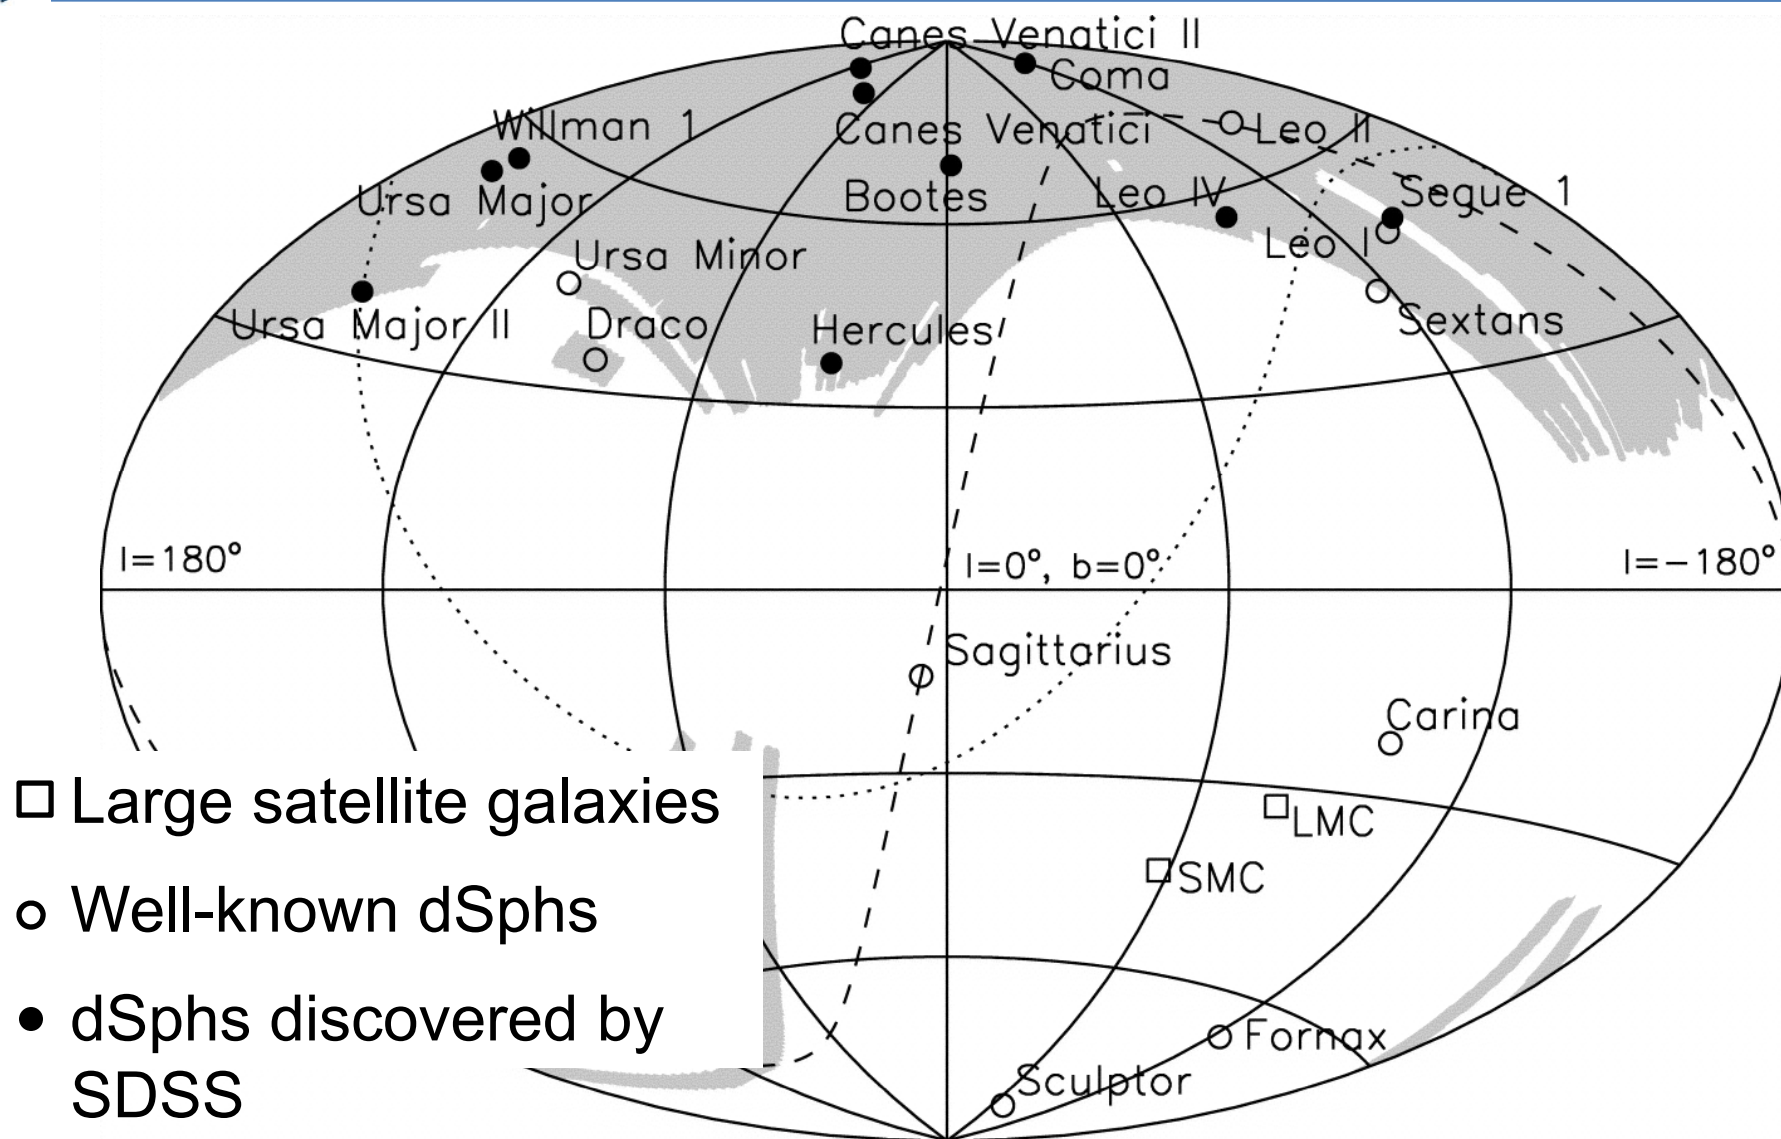 Canes Venatici II
Coma
Willman 1
Canes Venatici
Leo II
Ursa Major
Bootes
Leo IV
Segue 1
Ursa Minor
Leo I
Ursa Major II
Draco
Hercules
Sextans
l=180°
l=0°, b=0°
l=−180°
Sagittarius
Carina
LMC
SMC
Fornax
Sculptor
Large satellite galaxies
Well-known dSphs
dSphs discovered by
SDSS